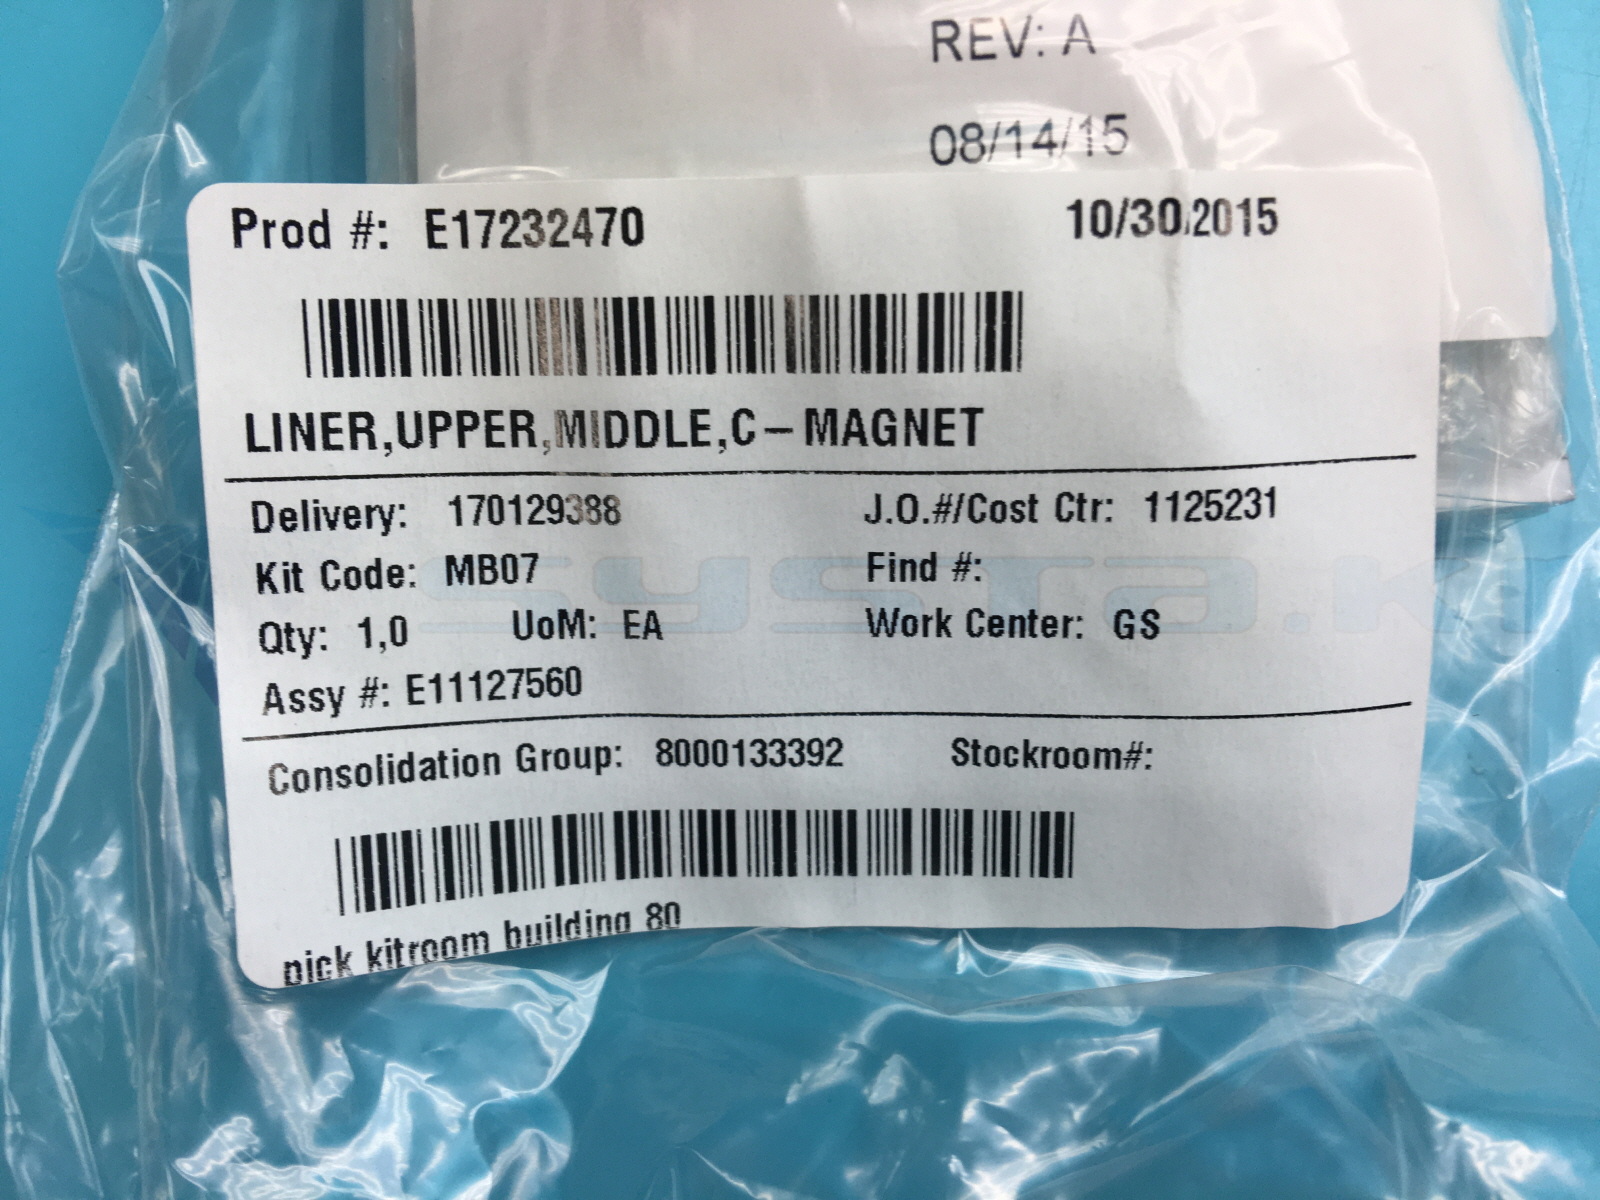 REV: A
08/14/15
Prod #: E17232470 10/30/2015
LINER,UPPER,MIDDLE,C-MAGNET
Delivery: 170129388 J.O.#/Cost Ctr: 1125231
Kit Code: MB07 Find #:
Qty: 1,0 UoM: EA Work Center: GS
Assy #: E11127560
Consolidation Group: 8000133392 Stockroom#:
pick kitroom building 80
systa.k